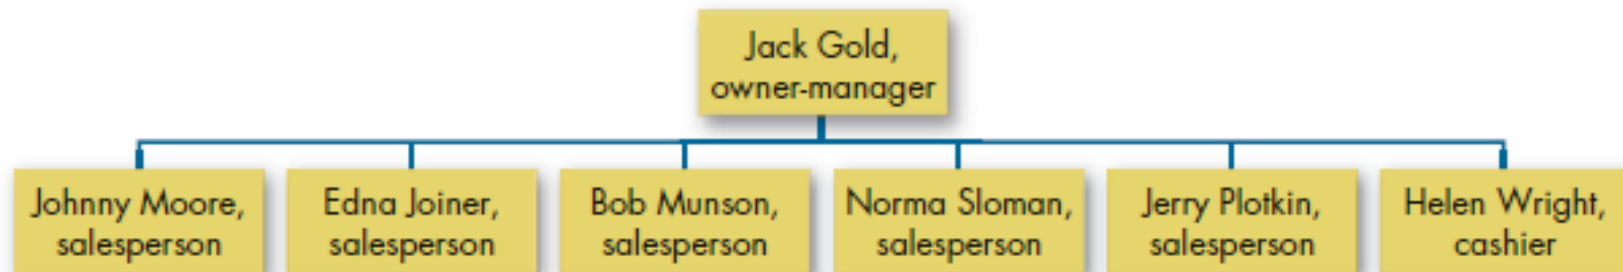 Jack Gold,
owner-manager
Johnny Moore,
salesperson
Edna Joiner,
salesperson
Bob Munson,
salesperson
Norma Sloman,
salesperson
Jerry Plotkin,
salesperson
Helen Wright,
cashier